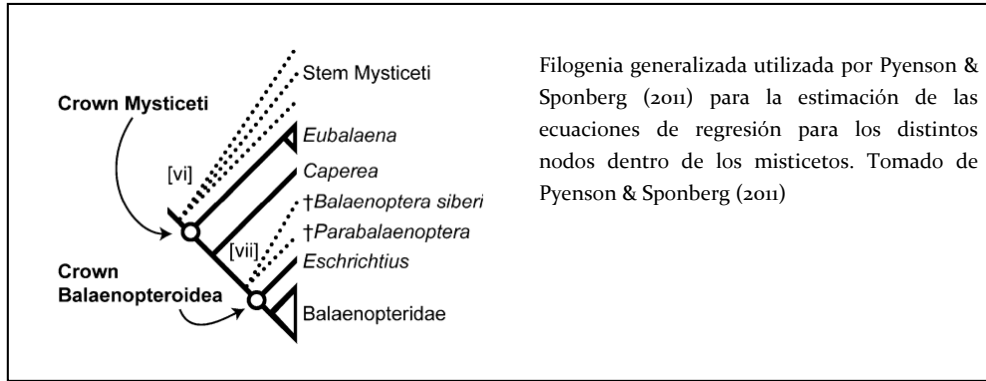 Stem Mysticeti
Crown Mysticeti
Eubalaena
[vi]
Caperea
†Balaenoptera siberi
[vii]
†Parabalaenoptera
Eschrichtius
Crown
Balaenopteroidea
Balaenopteridae
Filogenia generalizada utilizada por Pyenson &
Sponberg (2011) para la estimación de las
ecuaciones de regresión para los distintos
nodos dentro de los misticetos. Tomado de
Pyenson & Sponberg (2011)